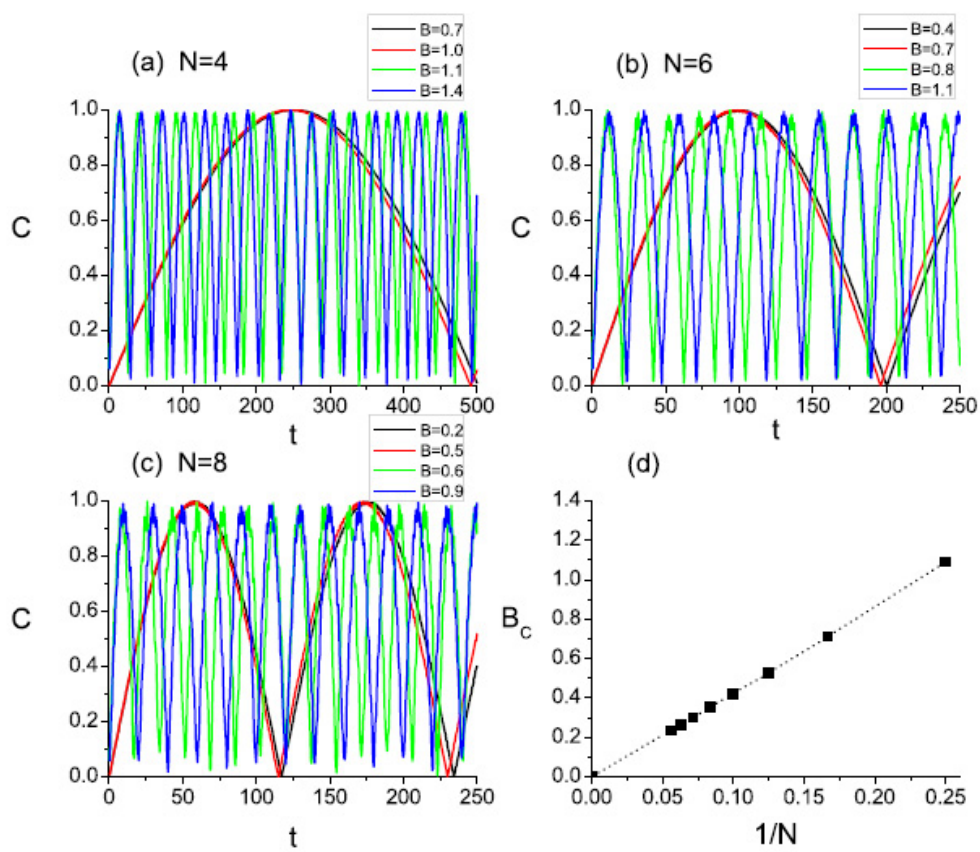 B=0.7
B=1.0
B=1.1
B=1.4
(a) N=4
1.0
0.8
0.6
0.4
0.2
0.0
C
0 100 200 300 400 500
t
B=0.4
B=0.7
B=0.8
B=1.1
(b) N=6
1.0
0.8
0.6
0.4
0.2
0.0
C
0 50 100 150 200 250
t
B=0.2
B=0.5
B=0.6
B=0.9
(c) N=8
1.0
0.8
0.6
0.4
0.2
0.0
C
0 50 100 150 200 250
t
(d)
1.4
1.2
1.0
0.8
0.6
0.4
0.2
0.0
B_C
0.00 0.05 0.10 0.15 0.20 0.25
1/N